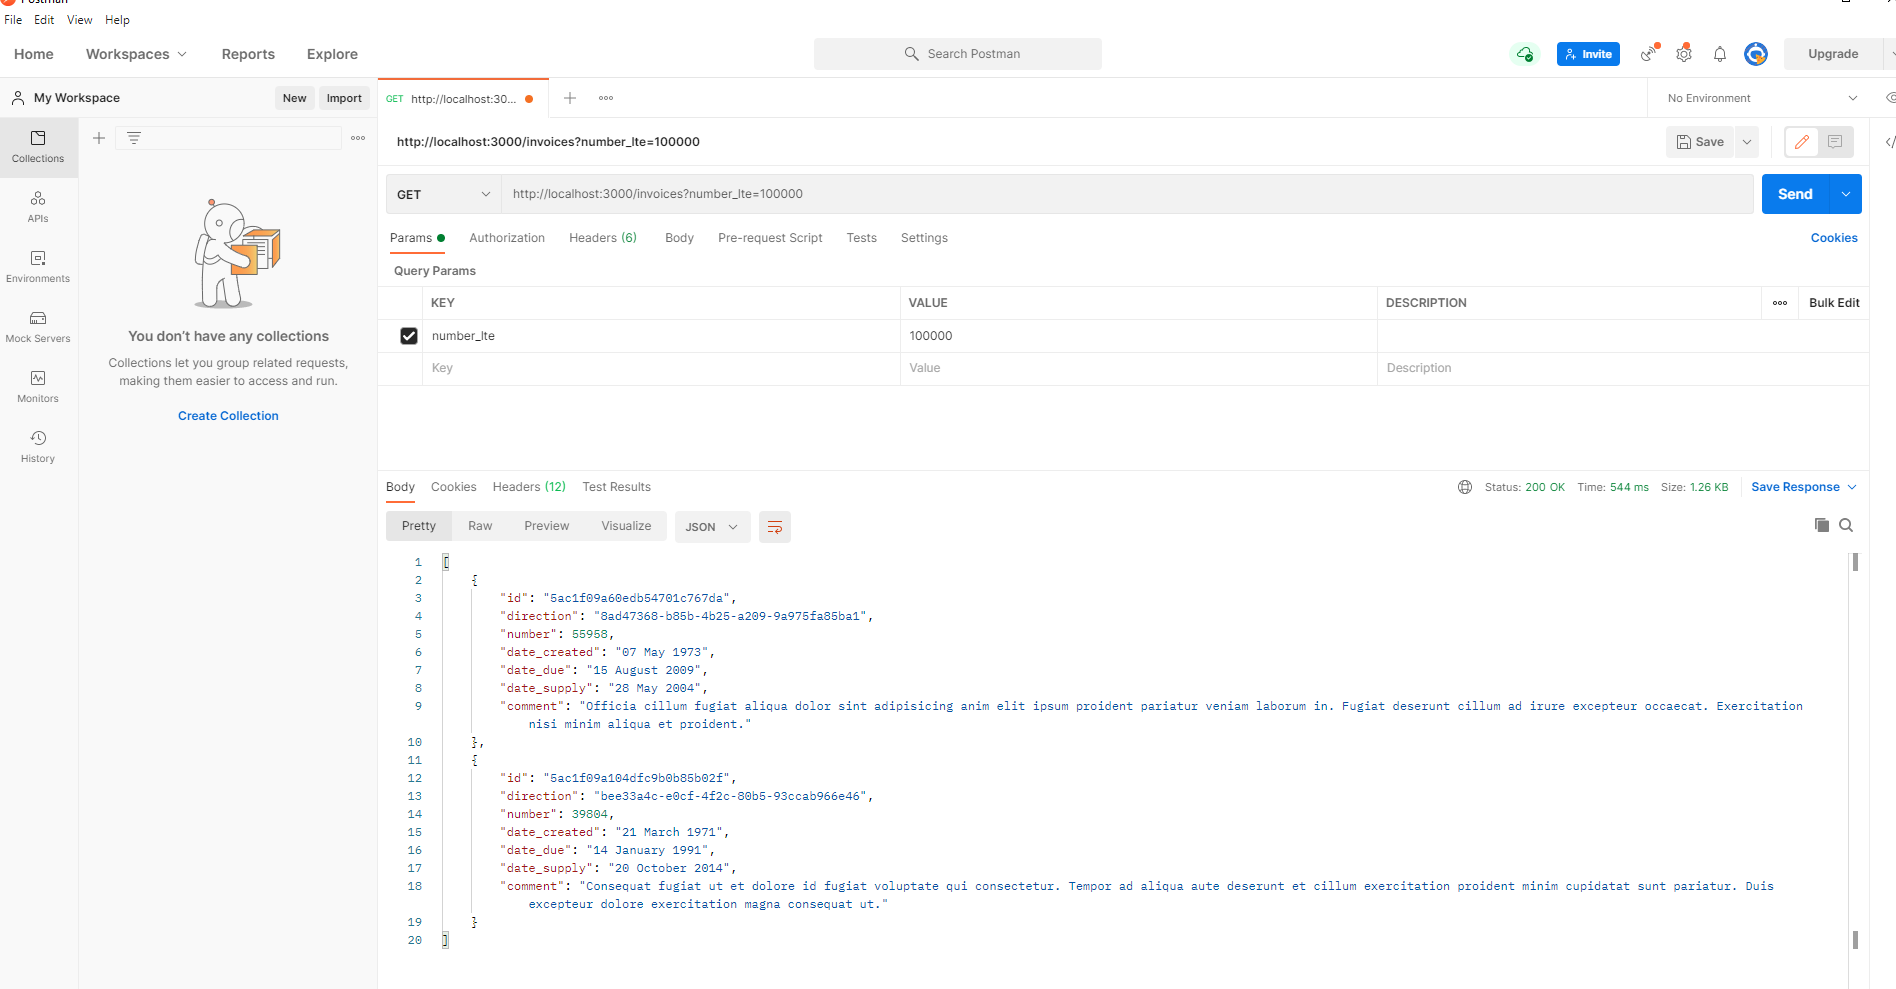 Postman
File Edit View Help
Home Workspaces Reports Explore
Search Postman
Invite
Upgrade
My Workspace
New Import
GET http://localhost:30...
No Environment
Collections
APIs
Environments
Mock Servers
Monitors
History
You don't have any collections
Collections let you group related requests,
making them easier to access and run.
Create Collection
http://localhost:3000/invoices?number_lte=100000
Save
GET http://localhost:3000/invoices?number_lte=100000
Send
Params Authorization Headers (6) Body Pre-request Script Tests Settings
Cookies
Query Params
KEY VALUE DESCRIPTION
Bulk Edit
number_lte 100000
Key Value Description
Body Cookies Headers (12) Test Results
Status: 200 OK Time: 544 ms Size: 1.26 KB Save Response
Pretty Raw Preview Visualize JSON
1 [
2 {
3 "id": "5ac1f09a60edb54701c767da",
4 "direction": "8ad47368-b85b-4b25-a209-9a975fa85ba1",
5 "number": 55958,
6 "date_created": "07 May 1973",
7 "date_due": "15 August 2009",
8 "date_supply": "28 May 2004",
9 "comment": "Officia cillum fugiat aliqua dolor sint adipisicing anim elit ipsum proident pariatur veniam laborum in. Fugiat deserunt cillum ad irure excepteur occaecat. Exercitation
nisi minim aliqua et proident."
10 },
11 {
12 "id": "5ac1f09a104dfc9b0b85b02f",
13 "direction": "bee33a4c-e0cf-4f2c-80b5-93ccab966e46",
14 "number": 39804,
15 "date_created": "21 March 1971",
16 "date_due": "14 January 1991",
17 "date_supply": "20 October 2014",
18 "comment": "Consequat fugiat ut et dolore id fugiat voluptate qui consectetur. Tempor ad aliqua aute deserunt et cillum exercitation proident minim cupidatat sunt pariatur. Duis
excepteur dolore exercitation magna consequat ut."
19 }
20 ]